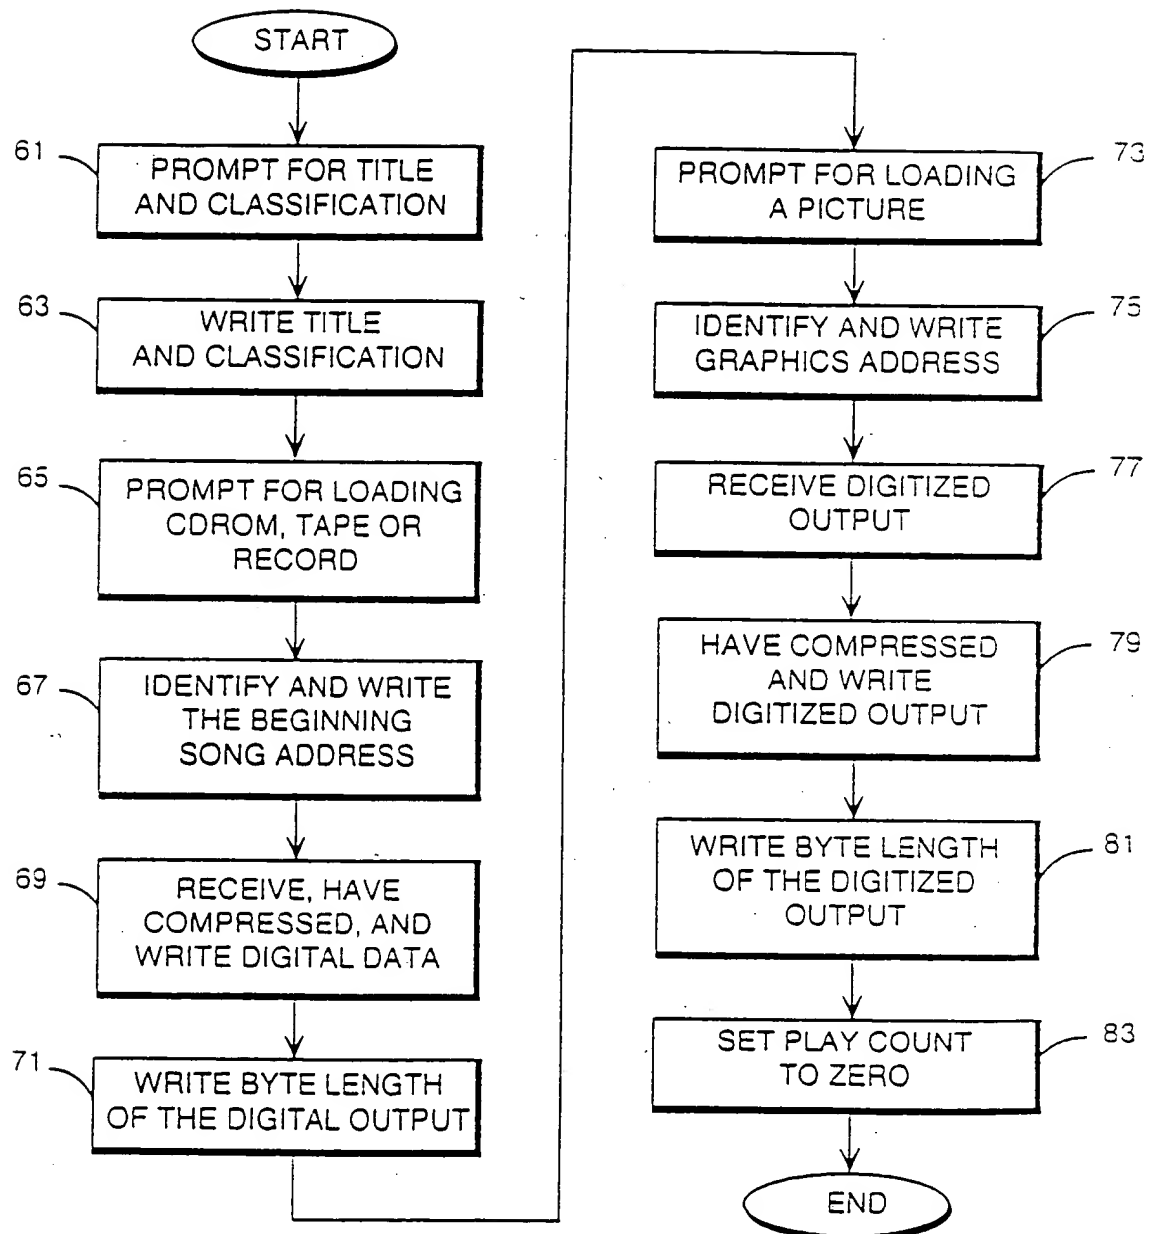 START
61
PROMPT FOR TITLE
AND CLASSIFICATION
63
WRITE TITLE
AND CLASSIFICATION
65
PROMPT FOR LOADING
CDROM, TAPE OR
RECORD
67
IDENTIFY AND WRITE
THE BEGINNING
SONG ADDRESS
69
RECEIVE, HAVE
COMPRESSED, AND
WRITE DIGITAL DATA
71
WRITE BYTE LENGTH
OF THE DIGITAL OUTPUT
73
PROMPT FOR LOADING
A PICTURE
75
IDENTIFY AND WRITE
GRAPHICS ADDRESS
77
RECEIVE DIGITIZED
OUTPUT
79
HAVE COMPRESSED
AND WRITE
DIGITIZED OUTPUT
81
WRITE BYTE LENGTH
OF THE DIGITIZED
OUTPUT
83
SET PLAY COUNT
TO ZERO
END